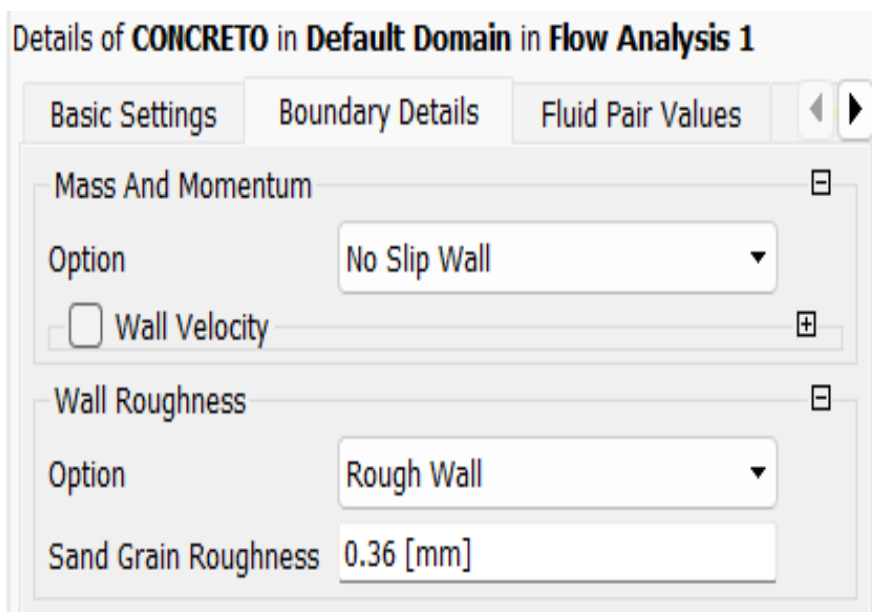 Details of CONCRETO in Default Domain in Flow Analysis 1
Basic Settings Boundary Details Fluid Pair Values
Mass And Momentum
Option No Slip Wall
Wall Velocity
Wall Roughness
Option Rough Wall
Sand Grain Roughness 0.36 [mm]